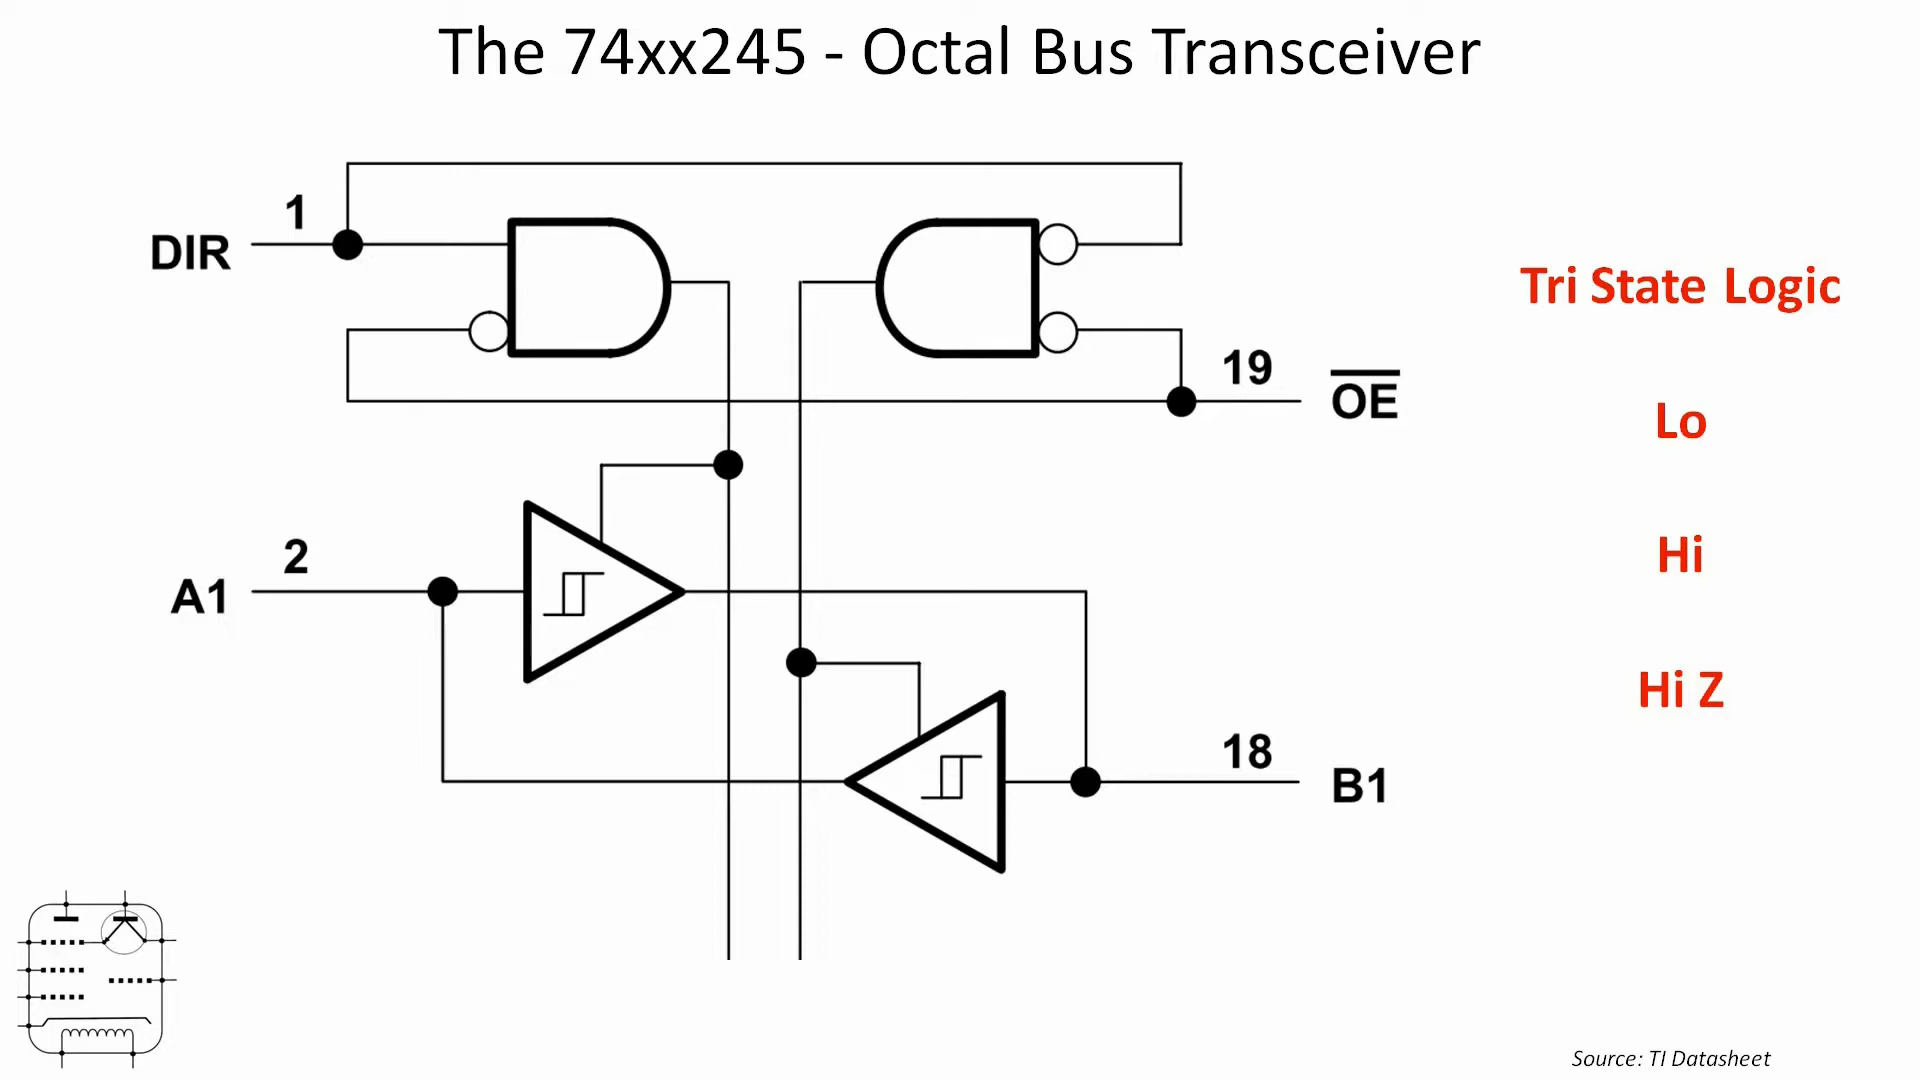 The 74xx245 - Octal Bus Transceiver
1
DIR
Tri State Logic
19
OE
Lo
2
Hi
A1
Hi Z
18
B1
Source: TI Datasheet